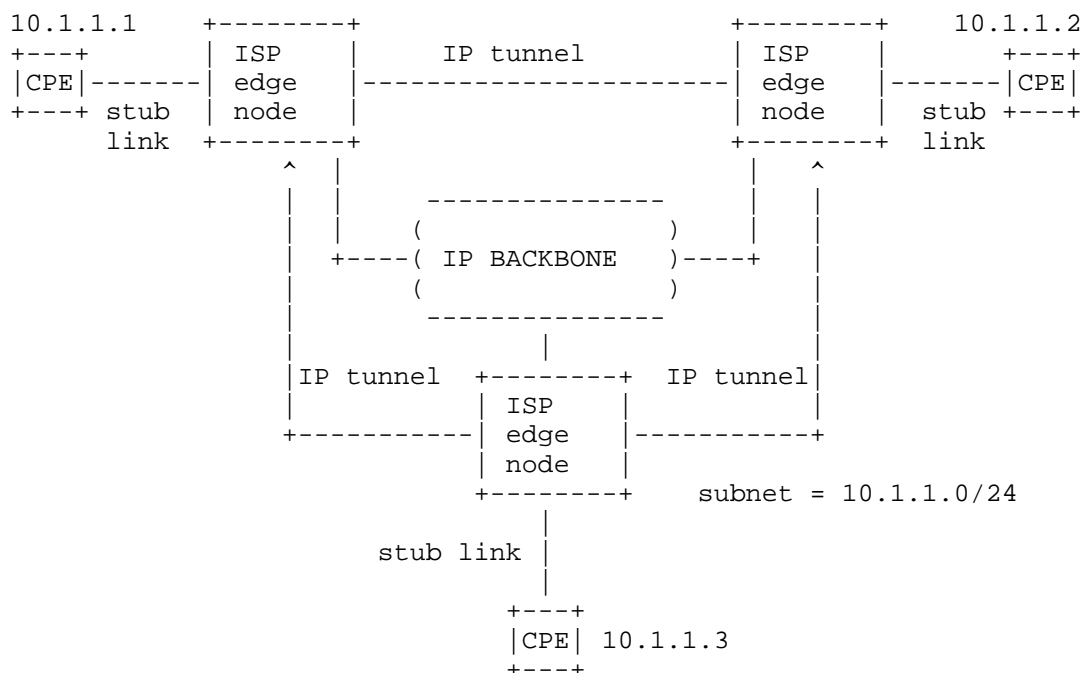 10.1.1.1 +--------+ +--------+ 10.1.1.2
+---+ | ISP | IP tunnel | ISP | +---+
|CPE|-------| edge |-----------------------| edge |-------|CPE|
+---+ stub | node | | node | stub +---+
link +--------+ +--------+ link
^ | | ^
| | --------------- | |
| | ( ) | |
| +----( IP BACKBONE )----+ |
| ( ) |
| --------------- |
| | |
|IP tunnel +--------+ IP tunnel|
| | ISP | |
+-----------| edge |-----------+
| node |
+--------+ subnet = 10.1.1.0/24
|
stub link |
|
+---+
|CPE| 10.1.1.3
+---+